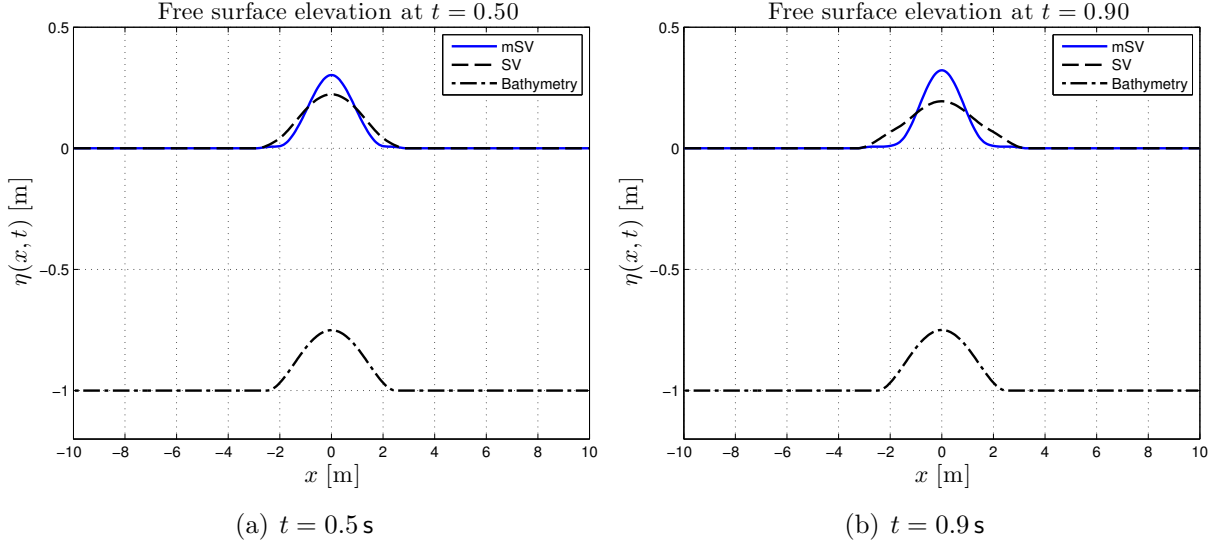 Free surface elevation at t = 0.50
mSV
SV
Bathymetry
0.5
0
−0.5
−1
η(x, t) [m]
−10 −8 −6 −4 −2 0 2 4 6 8 10
x [m]
(a) t = 0.5 s
Free surface elevation at t = 0.90
mSV
SV
Bathymetry
0.5
0
−0.5
−1
η(x, t) [m]
−10 −8 −6 −4 −2 0 2 4 6 8 10
x [m]
(b) t = 0.9 s